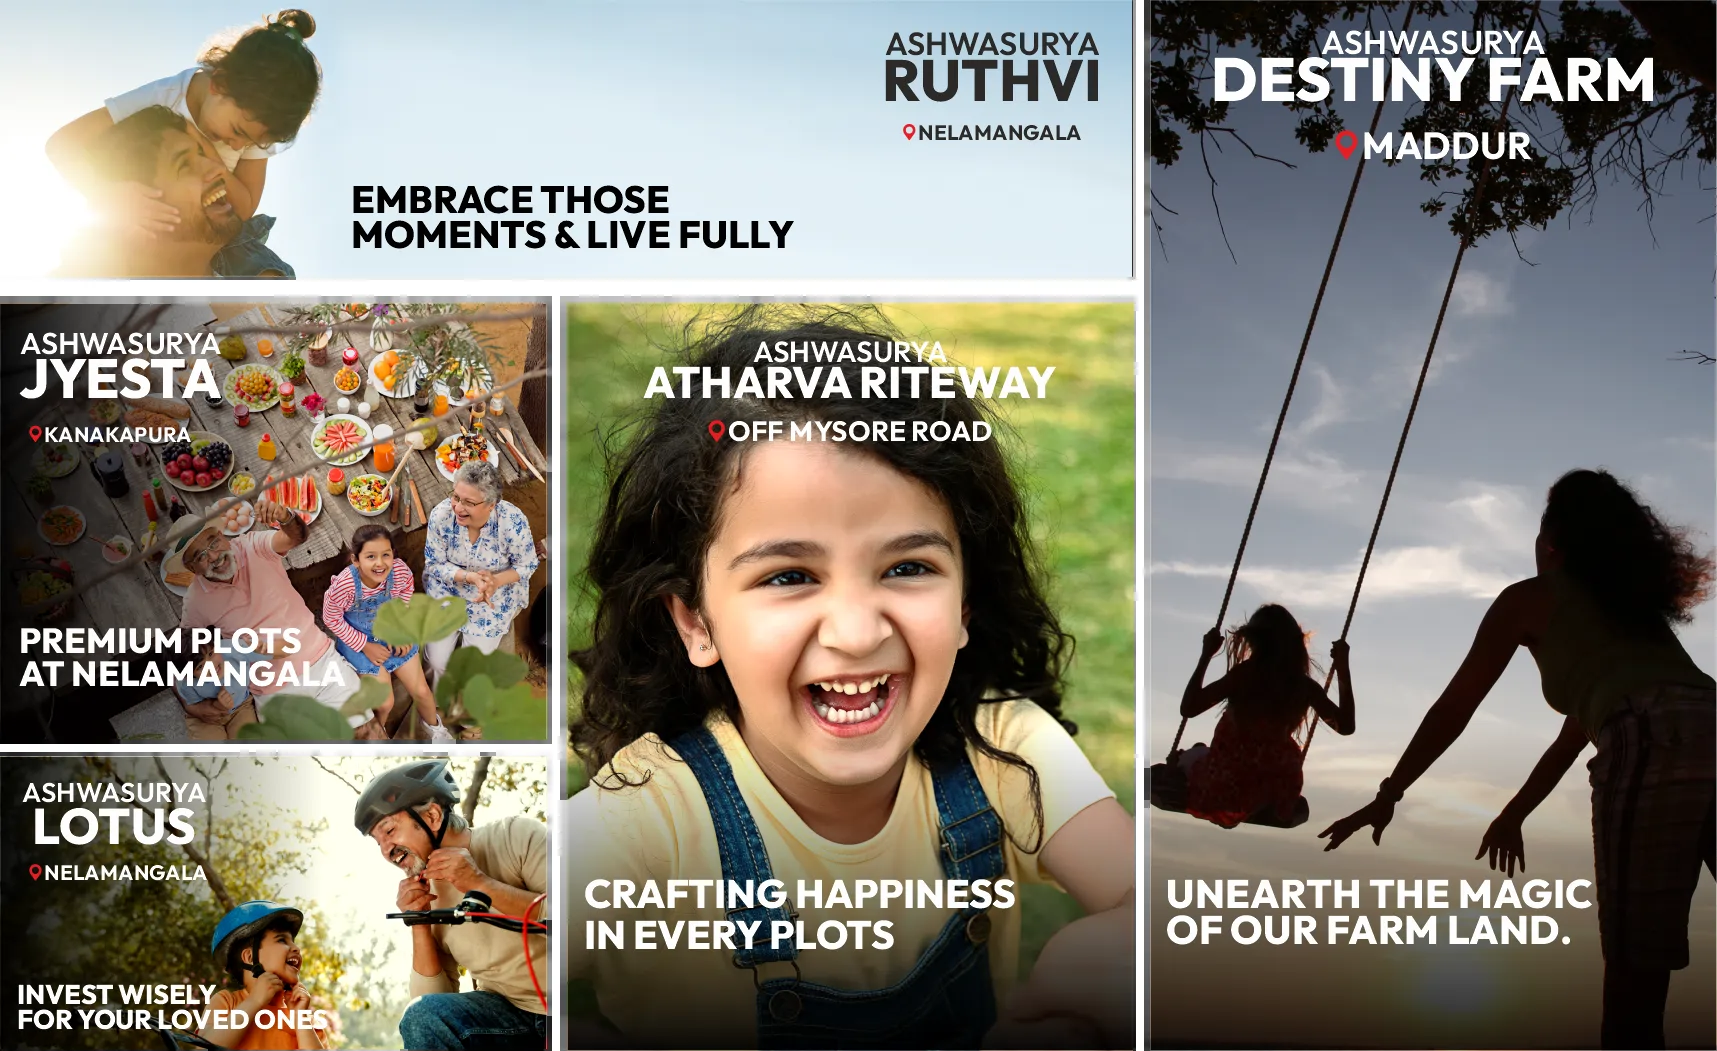 ASHWASURYA
RUTHVI
NELAMANGALA
EMBRACE THOSE
MOMENTS & LIVE FULLY
ASHWASURYA
DESTINY FARM
MADDUR
UNEARTH THE MAGIC
OF OUR FARM LAND.
ASHWASURYA
JYESTA
KANAKAPURA
PREMIUM PLOTS
AT NELAMANGALA
ASHWASURYA
ATHARVA RITEWAY
OFF MYSORE ROAD
CRAFTING HAPPINESS
IN EVERY PLOTS
ASHWASURYA
LOTUS
NELAMANGALA
INVEST WISELY
FOR YOUR LOVED ONES